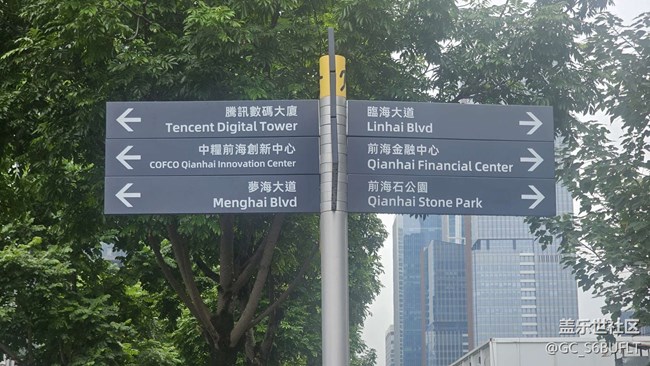 騰訊數碼大廈
Tencent Digital Tower
中糧前海創新中心
COFCO Qianhai Innovation Center
夢海大道
Menghai Blvd
臨海大道
Linhai Blvd
前海金融中心
Qianhai Financial Center
前海石公園
Qianhai Stone Park
盖乐世社区
@GC_S6BUFLT